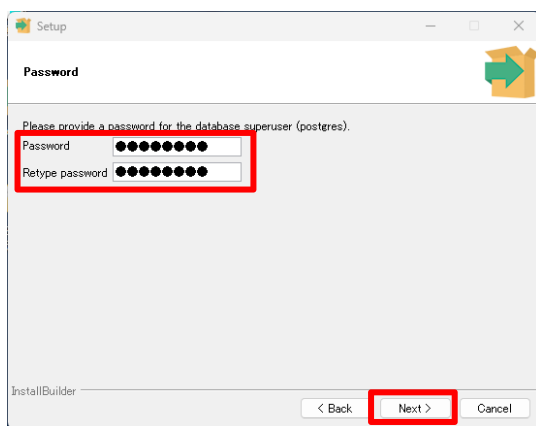 Setup
Password
Please provide a password for the database superuser (postgres).
Password ●●●●●●●●
Retype password ●●●●●●●●
InstallBuilder
< Back Next > Cancel